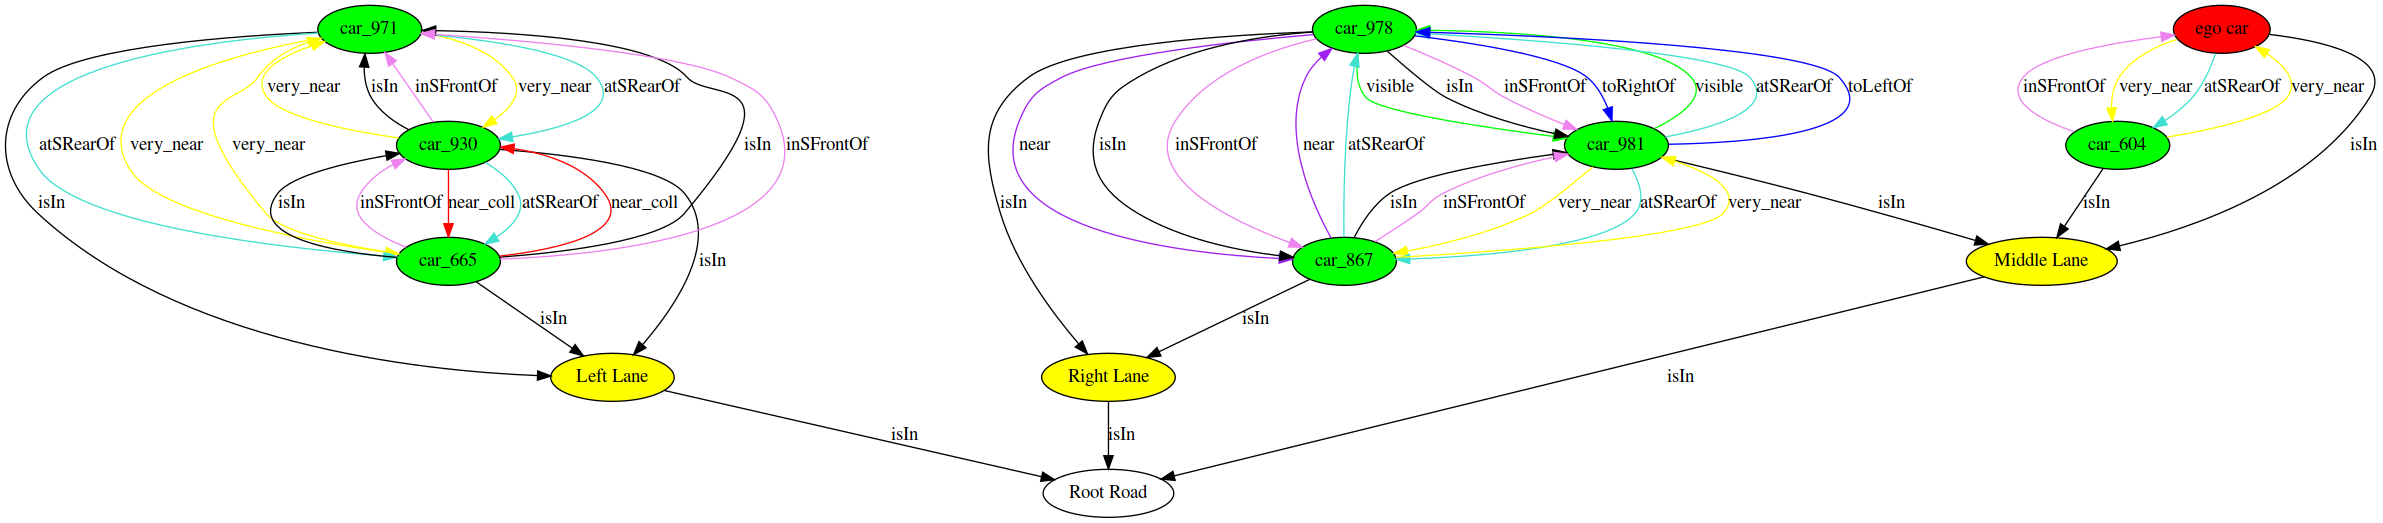 car_971
car_978
ego car
very_near
isIn
inSFrontOf
very_near
atSRearOf
visible
isIn
inSFrontOf
toRightOf
visible
atSRearOf
toLeftOf
inSFrontOf
very_near
atSRearOf
very_near
atSRearOf
very_near
very_near
car_930
isIn
inSFrontOf
near
isIn
inSFrontOf
near
atSRearOf
car_981
car_604
isIn
isIn
isIn
inSFrontOf
near_coll
atSRearOf
near_coll
isIn
isIn
inSFrontOf
very_near
atSRearOf
very_near
isIn
isIn
car_665
isIn
car_867
Middle Lane
isIn
isIn
Left Lane
Right Lane
isIn
isIn
isIn
Root Road